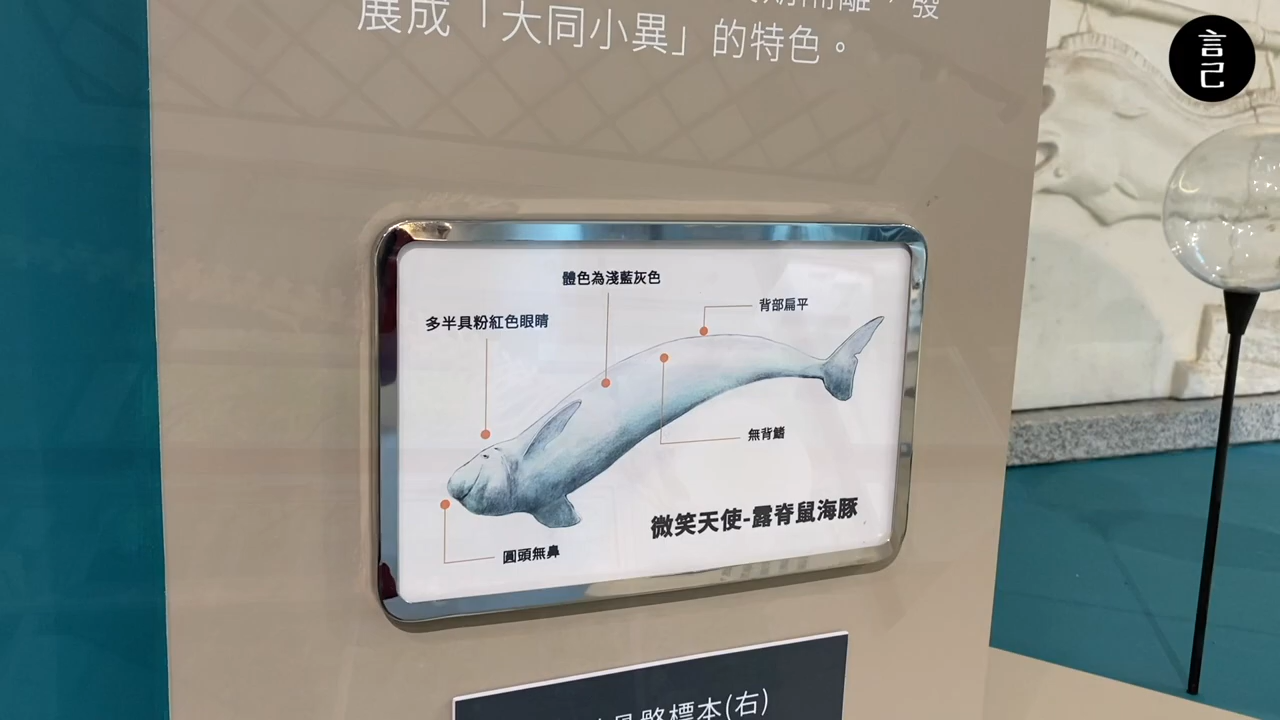 展成「大同小異」的特色。
言己
體色為淺藍灰色
背部扁平
多半具粉紅色眼睛
無背鰭
微笑天使-露脊鼠海豚
圓頭無鼻
骨骼標本(右)